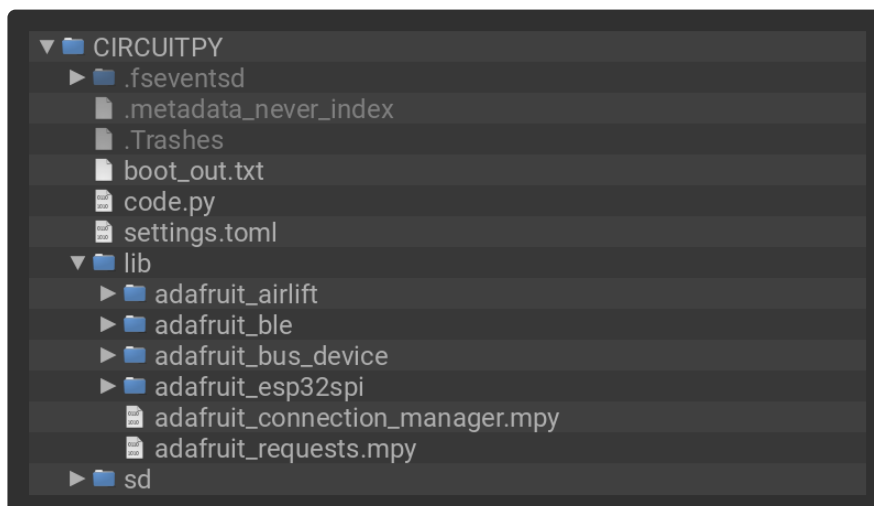 CIRCUITPY
.fseventsd
.metadata_never_index
.Trashes
boot_out.txt
code.py
settings.toml
lib
adafruit_airlift
adafruit_ble
adafruit_bus_device
adafruit_esp32spi
adafruit_connection_manager.mpy
adafruit_requests.mpy
sd